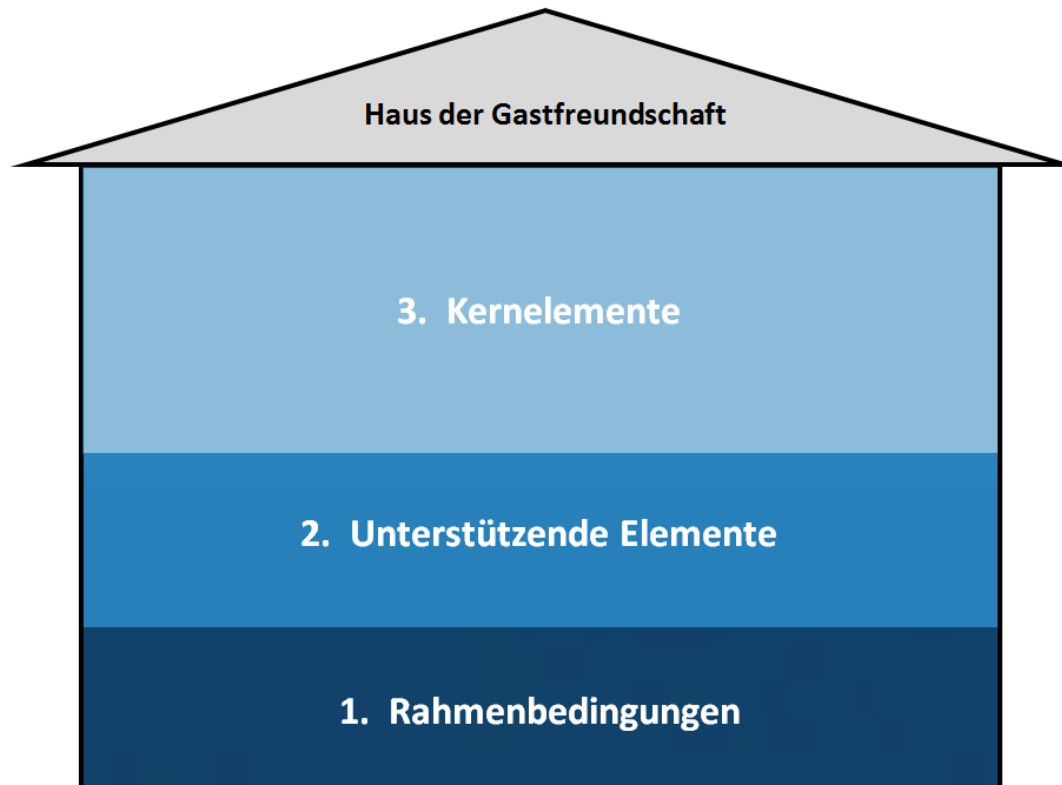 Haus der Gastfreundschaft
3. Kernelemente
2. Unterstützende Elemente
1. Rahmenbedingungen